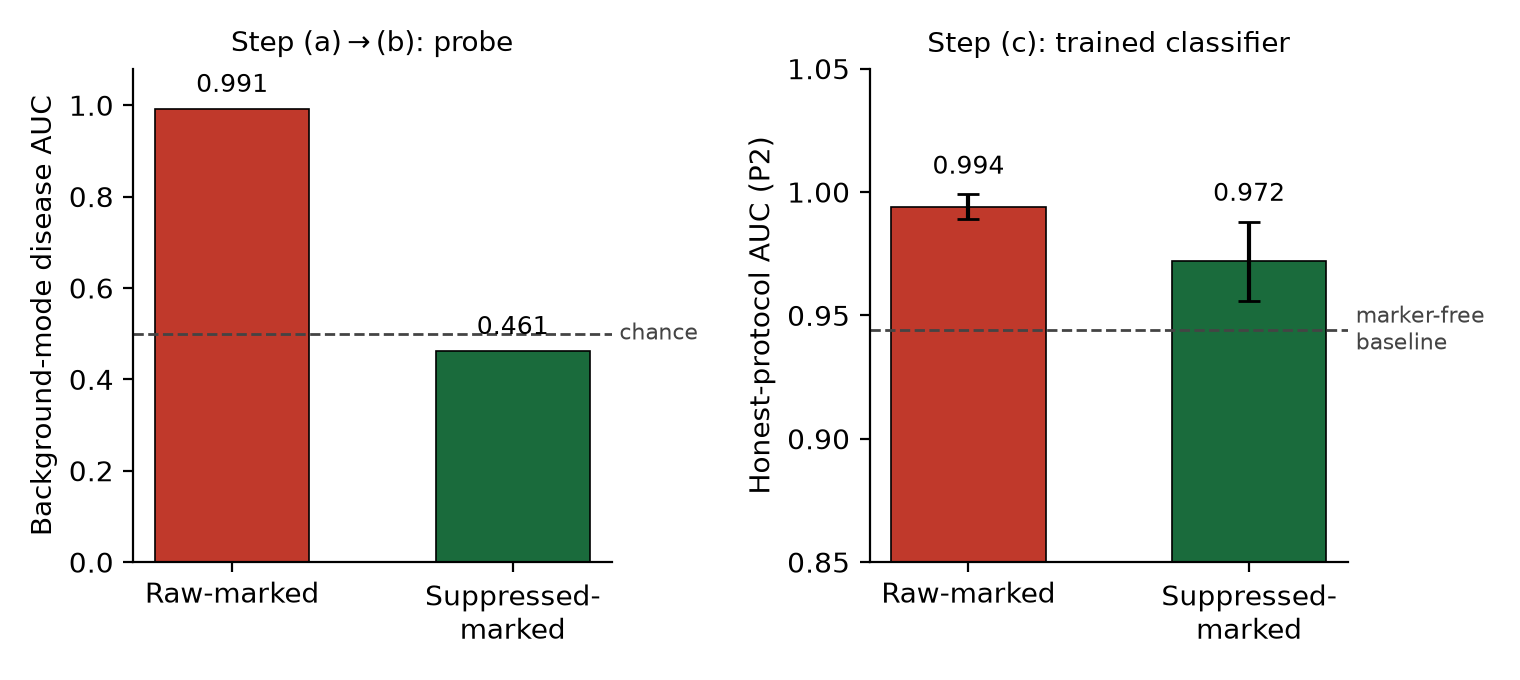 Step (a)→(b): probe
Background-mode disease AUC
1.0
0.8
0.6
0.4
0.2
0.0
0.991
0.461
chance
Raw-marked
Suppressed-
marked
Step (c): trained classifier
Honest-protocol AUC (P2)
1.05
1.00
0.95
0.90
0.85
0.994
0.972
marker-free
baseline
Raw-marked
Suppressed-
marked